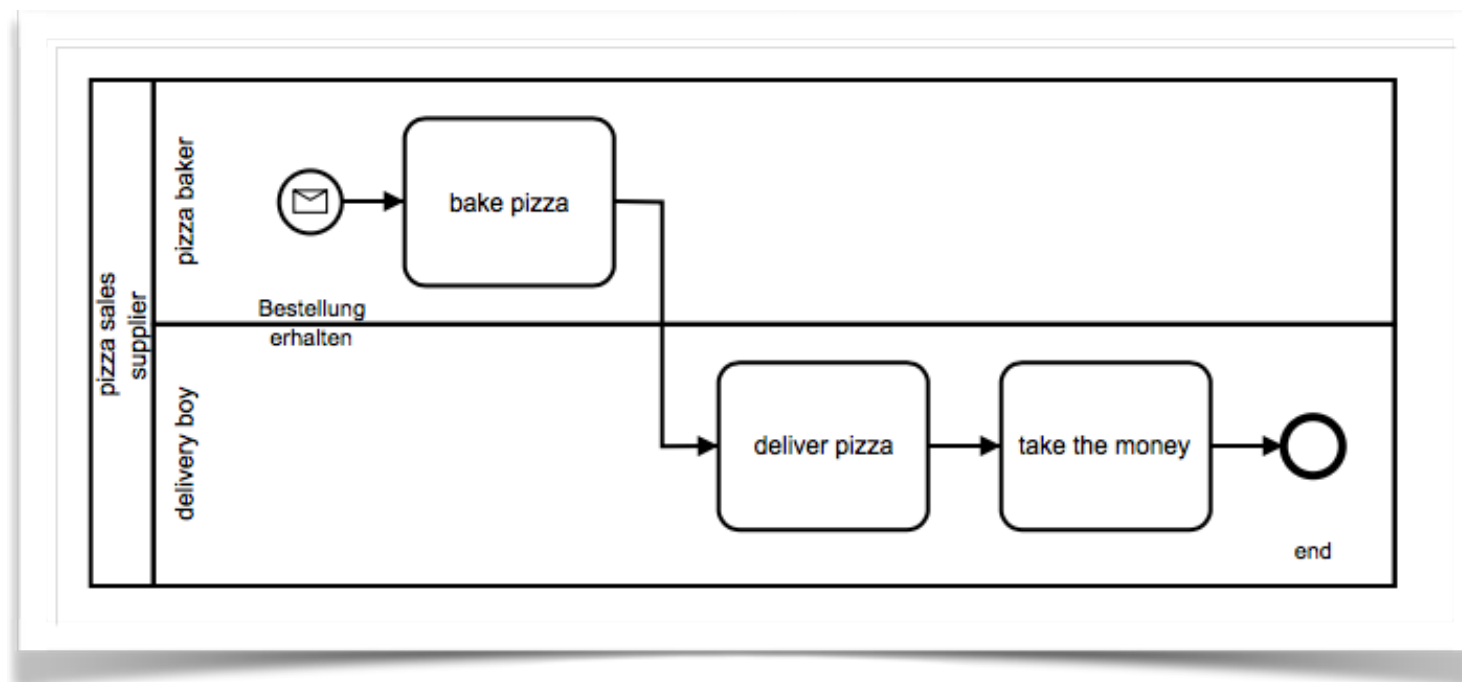 pizza sales
supplier
pizza baker
bake pizza
Bestellung
erhalten
delivery boy
deliver pizza
take the money
end